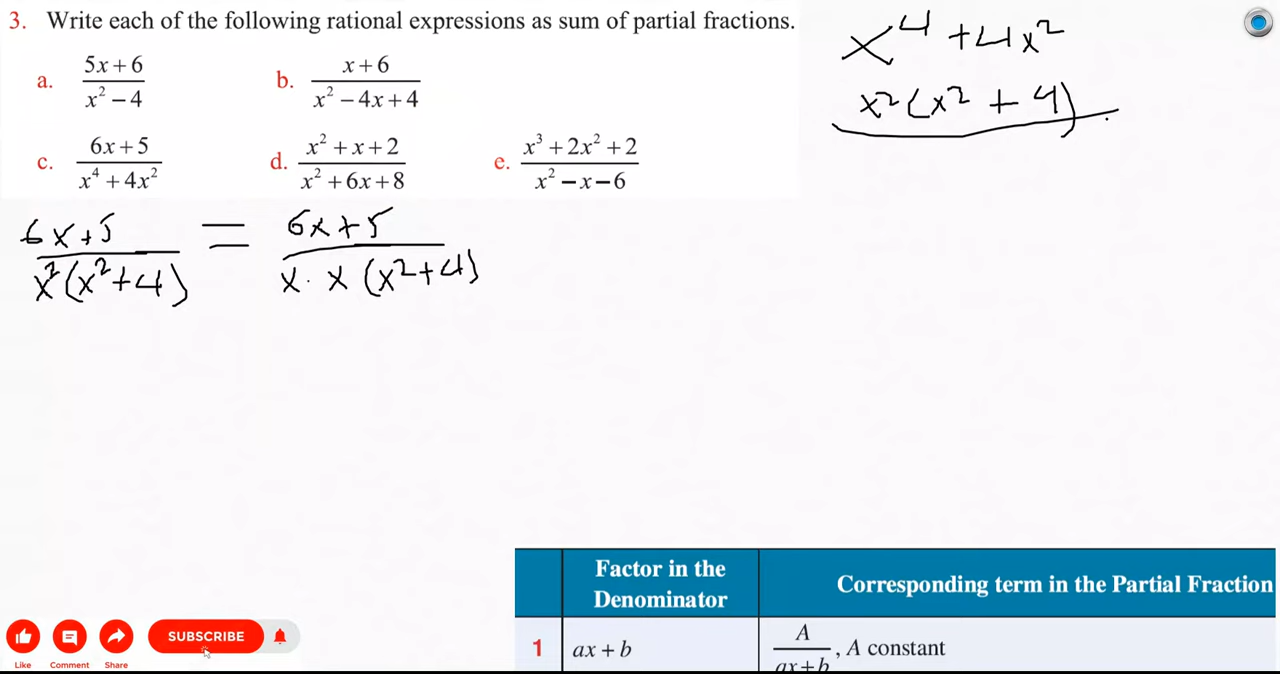 3. Write each of the following rational expressions as sum of partial fractions.
a. (5x + 6)/(x² − 4)
b. (x + 6)/(x² − 4x + 4)
c. (6x + 5)/(x⁴ + 4x²)
d. (x² + x + 2)/(x² + 6x + 8)
e. (x³ + 2x² + 2)/(x² − x − 6)
x⁴ + 4x²
x²(x² + 4)
(6x + 5)/(x²(x² + 4)) = (6x + 5)/(x · x (x² + 4))
Factor in the Denominator
Corresponding term in the Partial Fraction
1 ax + b A/(ax + b), A constant
SUBSCRIBE
Like Comment Share